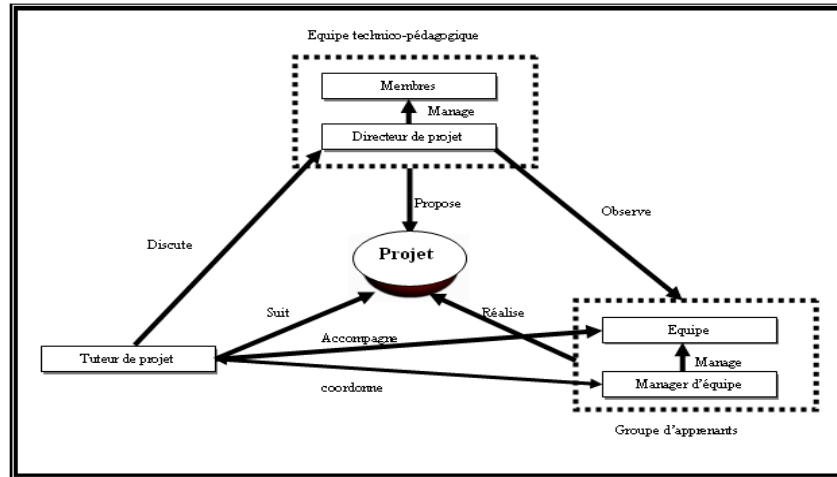 Equipe technico-pédagogique
Membres
Manage
Directeur de projet
Propose
Observe
Discute
Projet
Suit
Réalise
Accompagne
Equipe
Tuteur de projet
Manage
coordonne
Manager d'équipe
Groupe d'apprenants